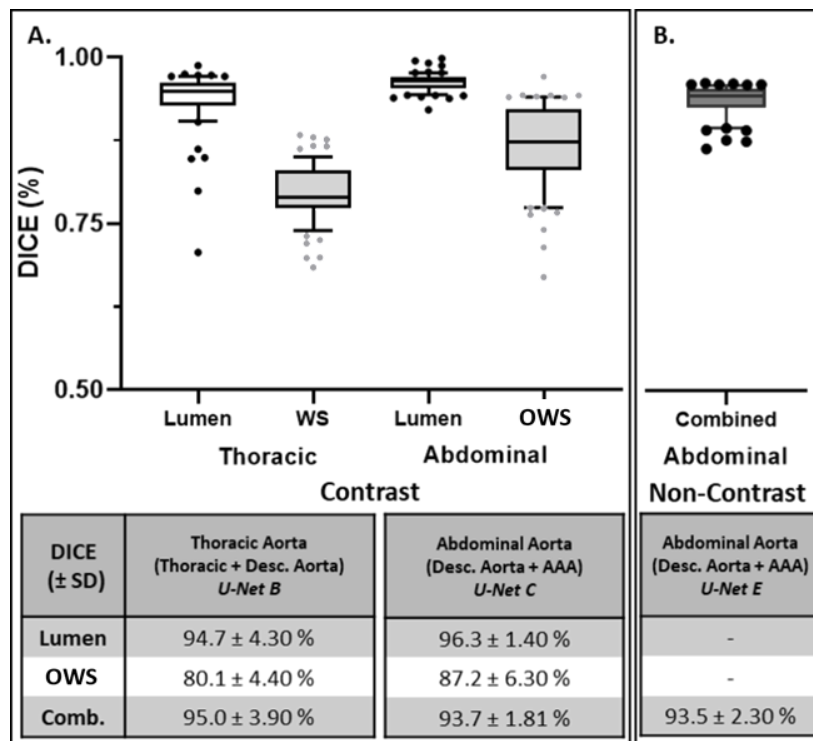 A.
B.
1.00
0.75
0.50
DICE (%)
Lumen WS Lumen OWS
Thoracic Abdominal
Contrast
Combined
Abdominal
Non-Contrast
DICE
(± SD)
Thoracic Aorta
(Thoracic + Desc. Aorta)
U-Net B
Abdominal Aorta
(Desc. Aorta + AAA)
U-Net C
Abdominal Aorta
(Desc. Aorta + AAA)
U-Net E
Lumen 94.7 ± 4.30 % 96.3 ± 1.40 % -
OWS 80.1 ± 4.40 % 87.2 ± 6.30 % -
Comb. 95.0 ± 3.90 % 93.7 ± 1.81 % 93.5 ± 2.30 %